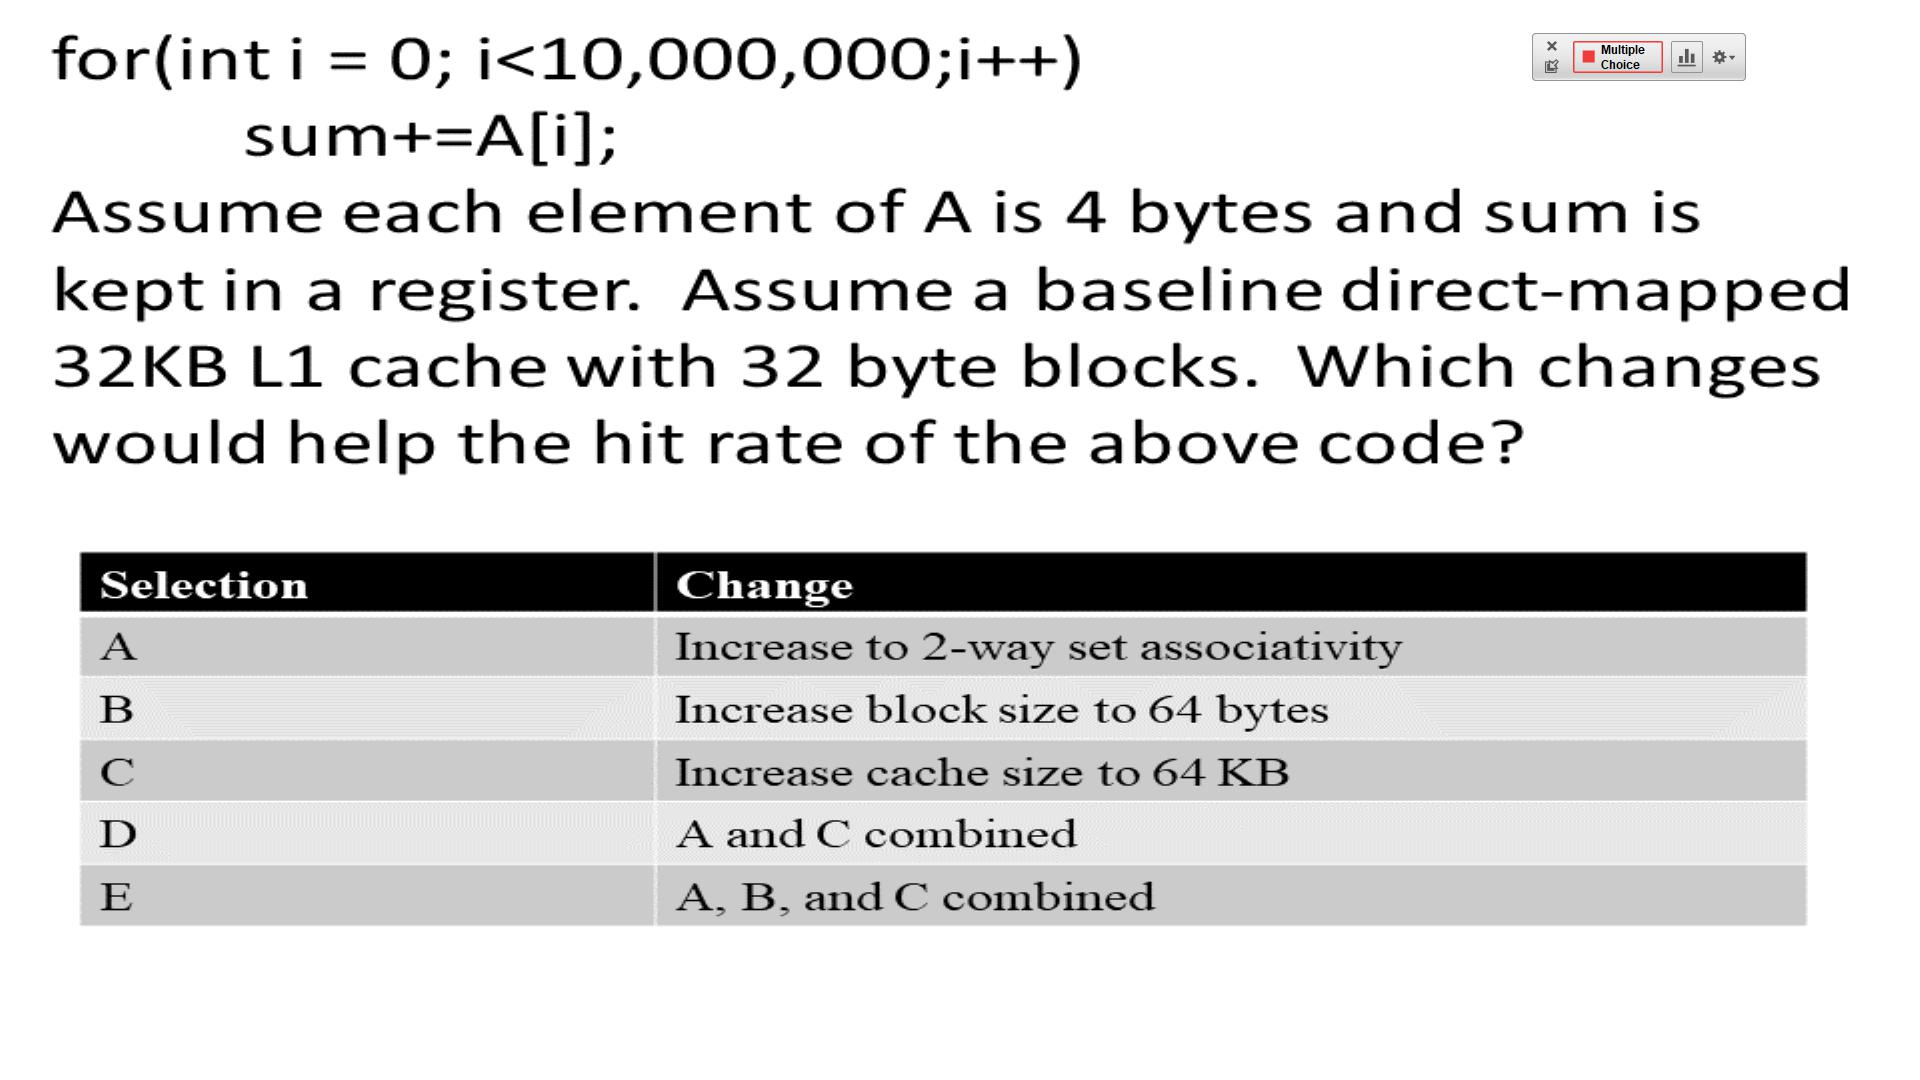 for(int i = 0; i<10,000,000;i++)
Multiple
Choice
sum+=A[i];
Assume each element of A is 4 bytes and sum is
kept in a register.  Assume a baseline direct-mapped
32KB L1 cache with 32 byte blocks.  Which changes
would help the hit rate of the above code?
Selection Change
A Increase to 2-way set associativity
B Increase block size to 64 bytes
C Increase cache size to 64 KB
D A and C combined
E A, B, and C combined